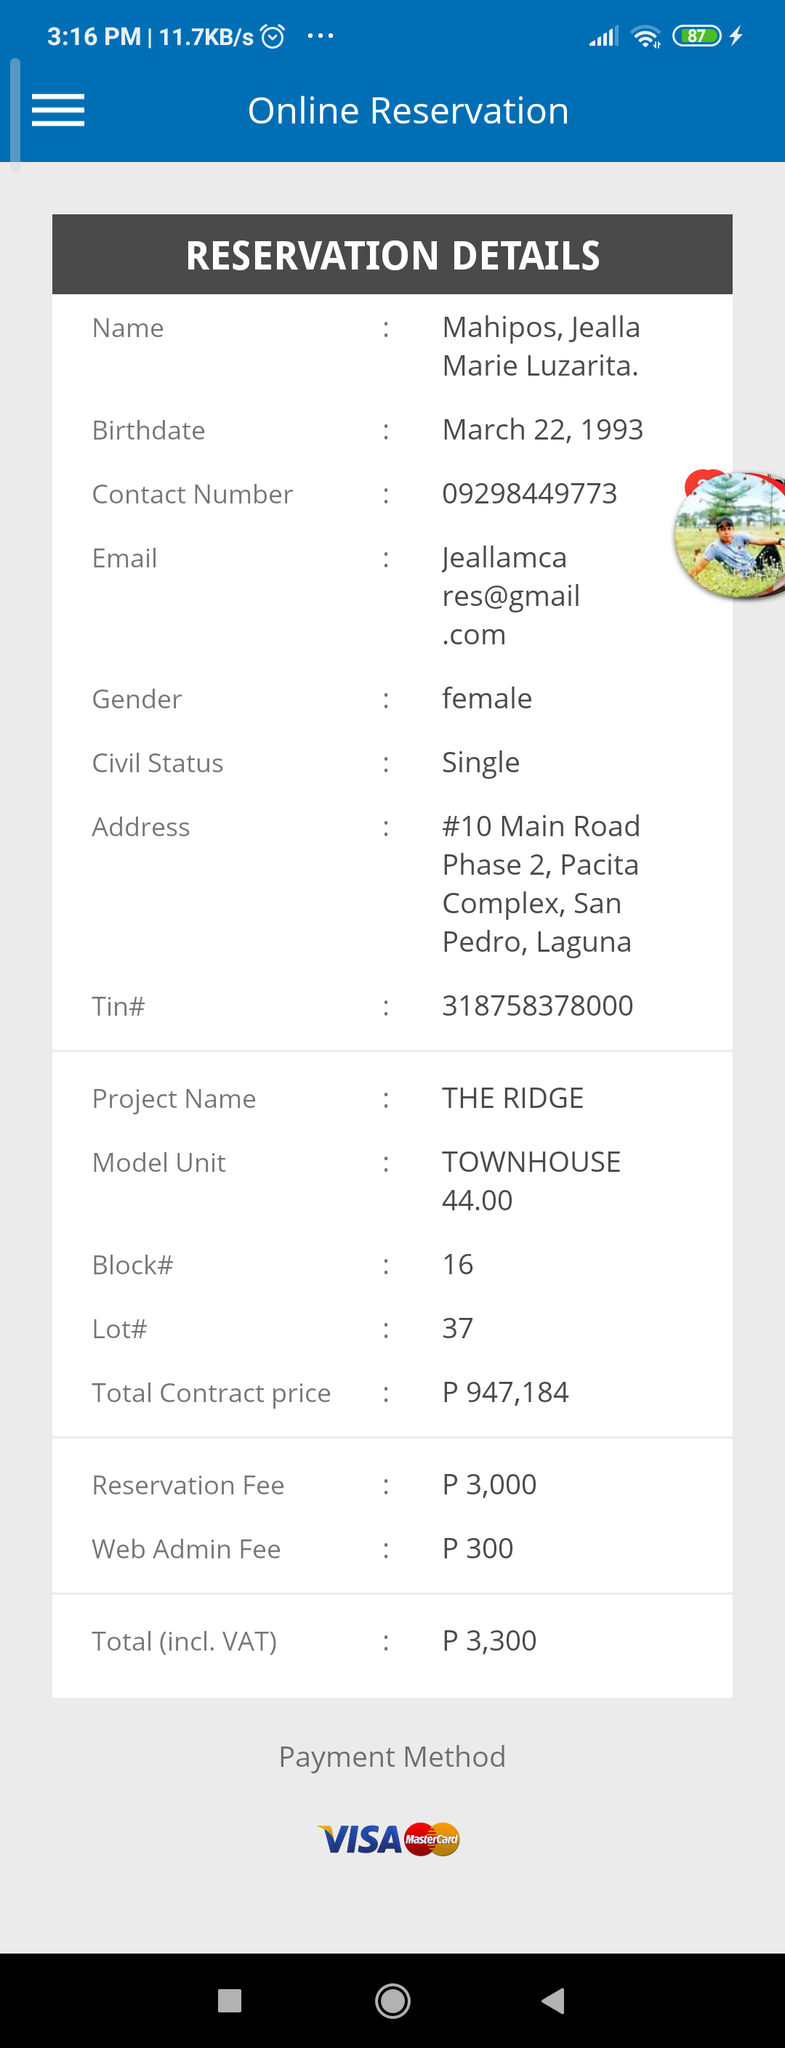 3:16 PM | 11.7KB/s ...
87
Online Reservation
RESERVATION DETAILS
Name : Mahipos, Jealla
Marie Luzarita.
Birthdate : March 22, 1993
Contact Number : 09298449773
Email : Jeallamca
res@gmail
.com
Gender : female
Civil Status : Single
Address : #10 Main Road
Phase 2, Pacita
Complex, San
Pedro, Laguna
Tin# : 318758378000
Project Name : THE RIDGE
Model Unit : TOWNHOUSE
44.00
Block# : 16
Lot# : 37
Total Contract price : P 947,184
Reservation Fee : P 3,000
Web Admin Fee : P 300
Total (incl. VAT) : P 3,300
Payment Method
VISA MasterCard